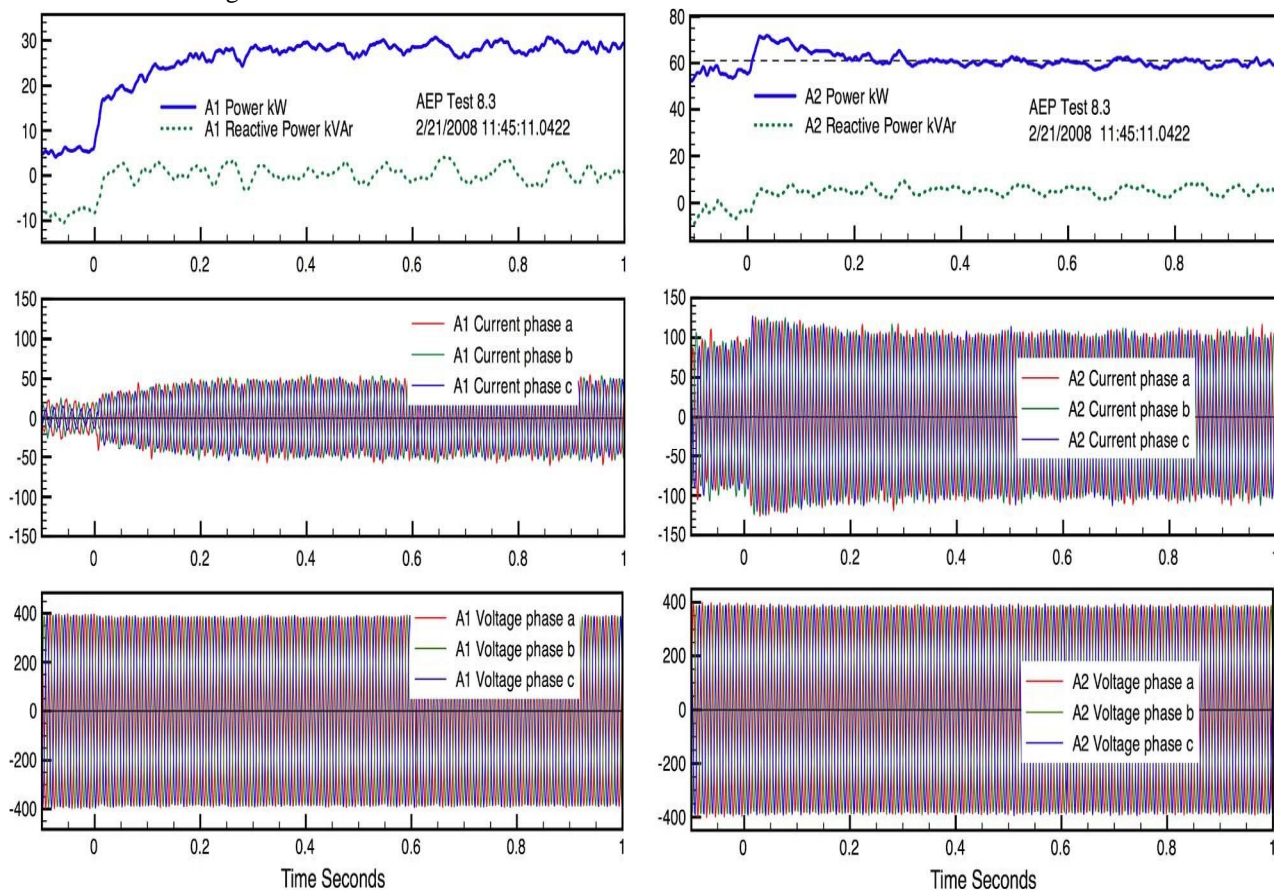 30
20
10
0
-10
A1 Power kW
A1 Reactive Power kVAr
AEP Test 8.3
2/21/2008 11:45:11.0422
0 0.2 0.4 0.6 0.8 1
80
60
40
20
0
A2 Power kW
A2 Reactive Power kVAr
AEP Test 8.3
2/21/2008 11:45:11.0422
0 0.2 0.4 0.6 0.8
150
100
50
0
-50
-100
-150
A1 Current phase a
A1 Current phase b
A1 Current phase c
0 0.2 0.4 0.6 0.8 1
150
100
50
0
-50
-100
-150
A2 Current phase a
A2 Current phase b
A2 Current phase c
0 0.2 0.4 0.6 0.8 1
400
200
0
-200
-400
A1 Voltage phase a
A1 Voltage phase b
A1 Voltage phase c
0 0.2 0.4 0.6 0.8 1
Time Seconds
400
200
0
-200
-400
A2 Voltage phase a
A2 Voltage phase b
A2 Voltage phase c
0 0.2 0.4 0.6 0.8 1
Time Seconds